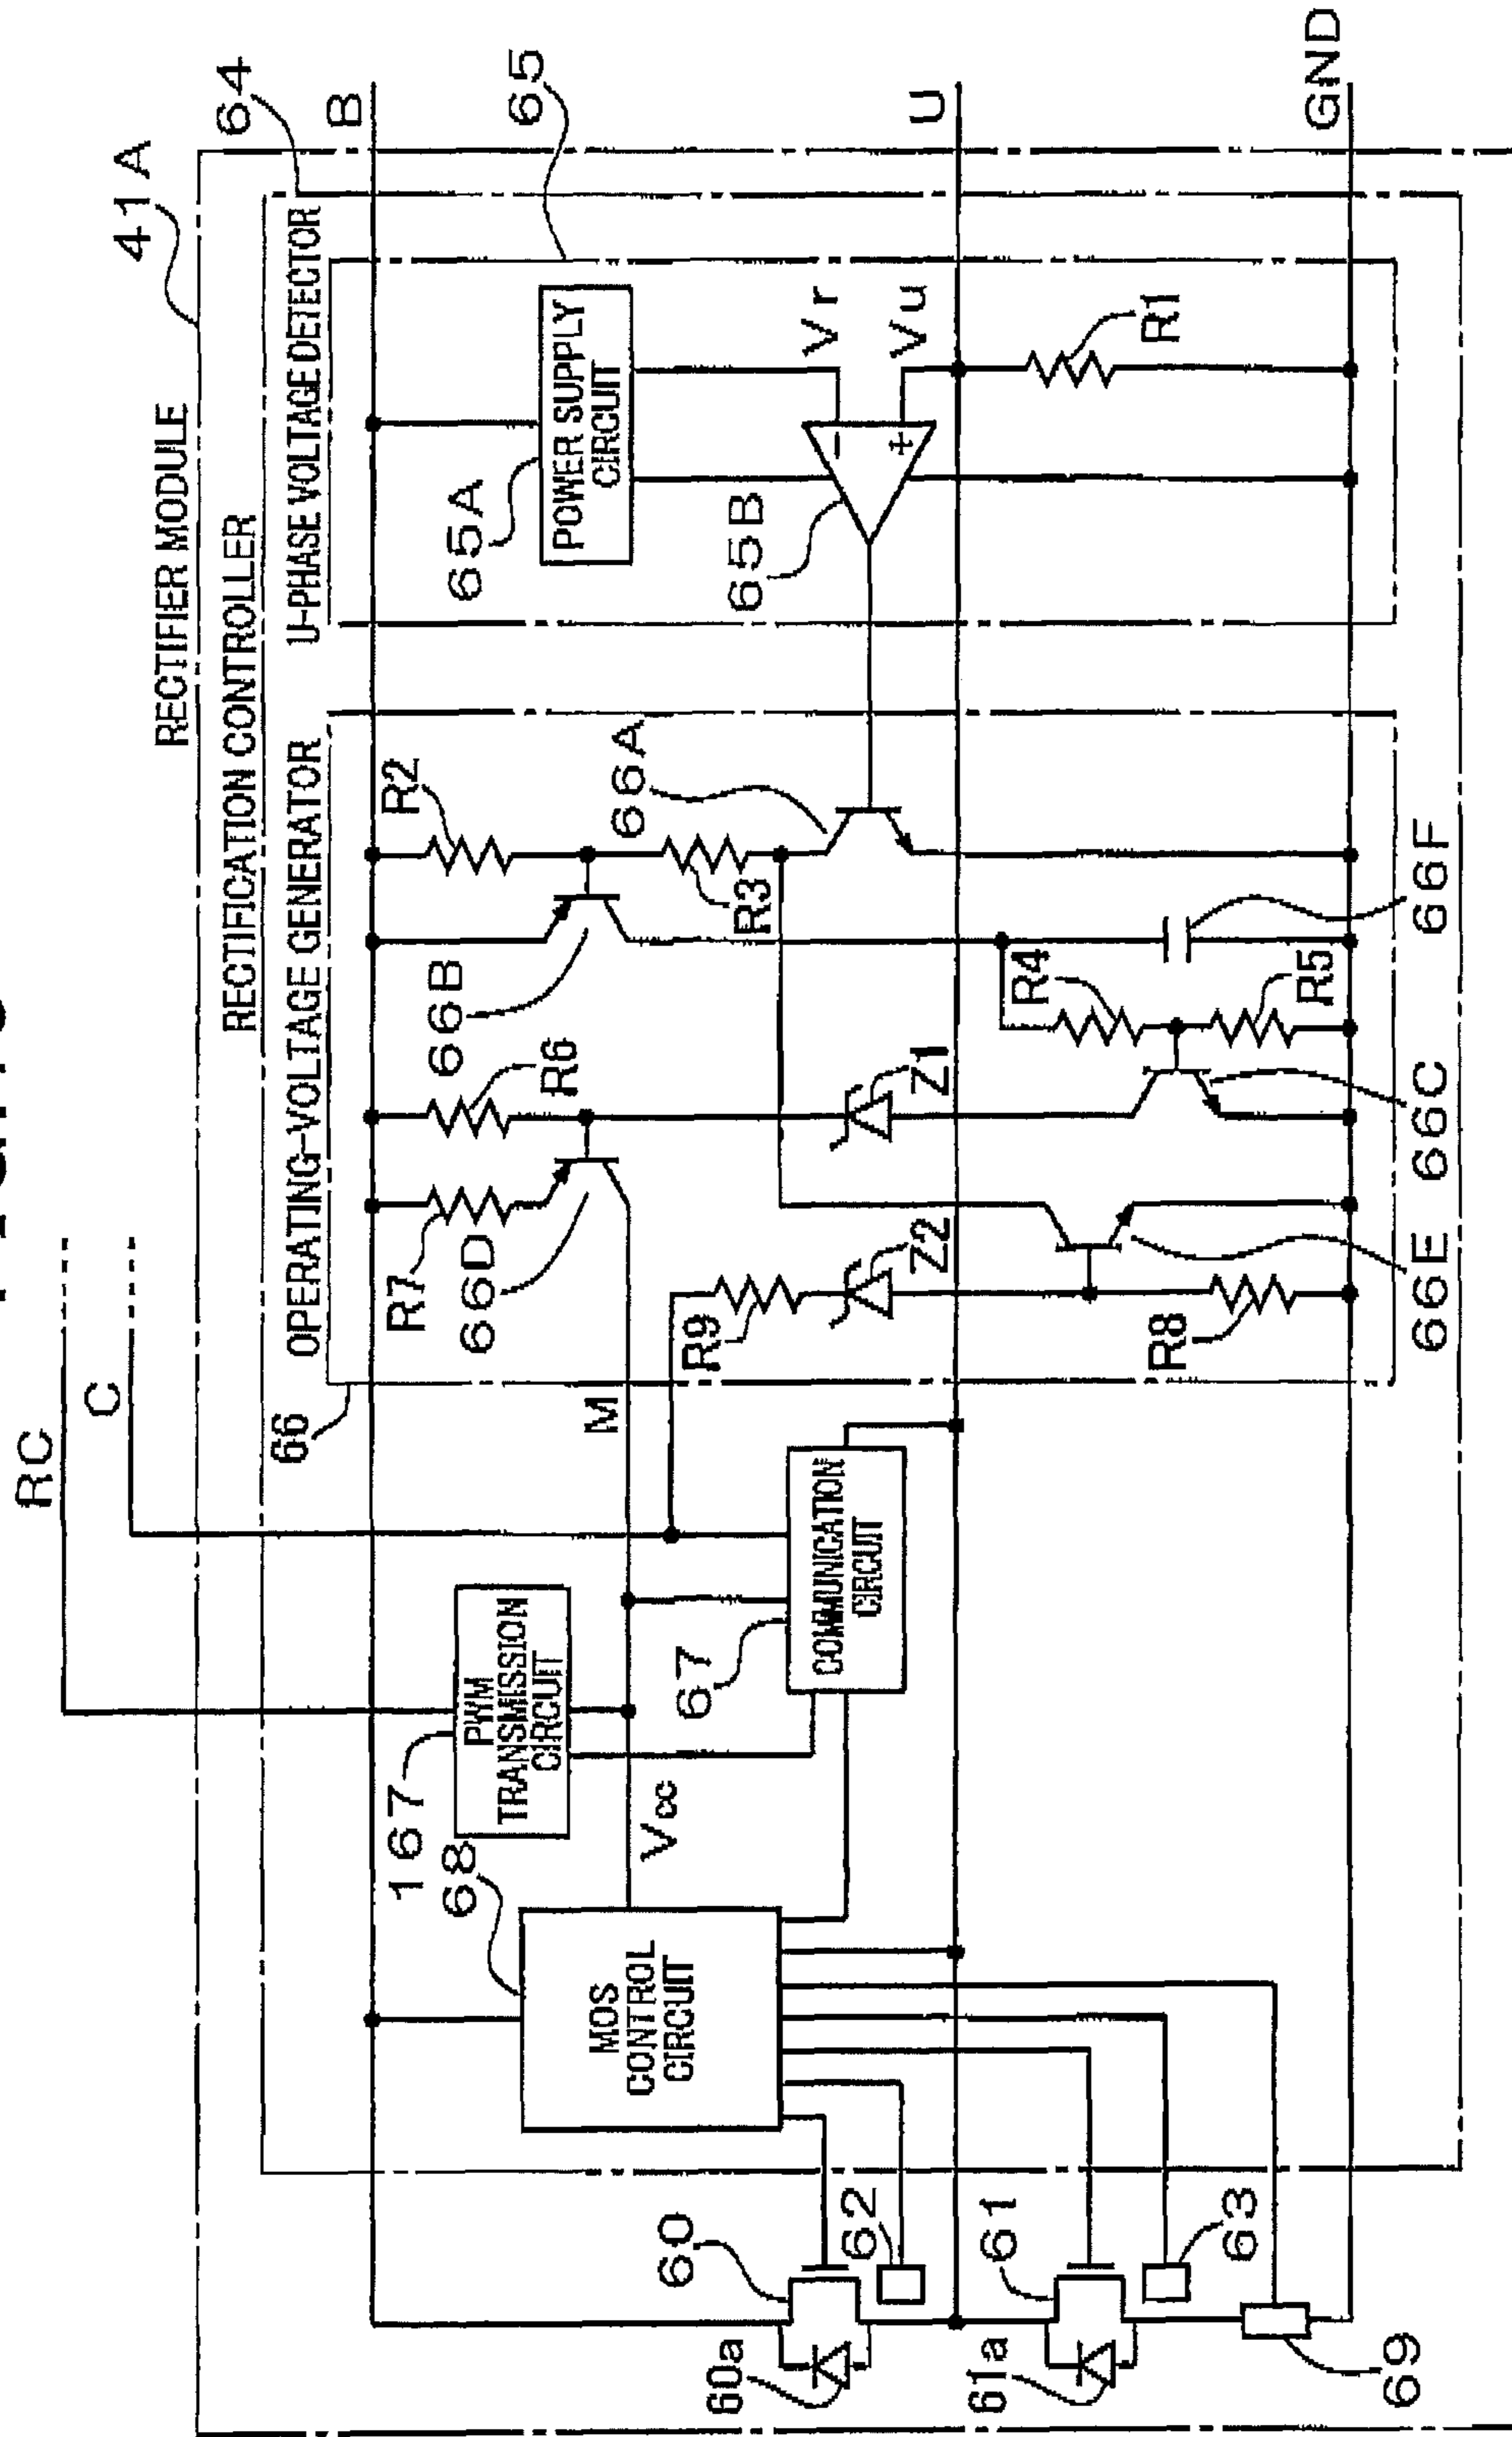 RC
C
41A
64
RECTIFIER MODULE
RECTIFICATION CONTROLLER
66
OPERATING-VOLTAGE GENERATOR
U-PHASE VOLTAGE DETECTOR
65
B
U
GND
167
PWM
TRANSMISSION
CIRCUIT
68
MOS
CONTROL
CIRCUIT
Vcc
M
67
COMMUNICATION
CIRCUIT
R7
66D
R6
66B
R2
R3
66A
R9
Z2
Z1
R4
R5
R8
66E
66C
66F
65A
POWER SUPPLY
CIRCUIT
65B
Vr
Vu
-
+
R1
60
60a
62
61
61a
63
69